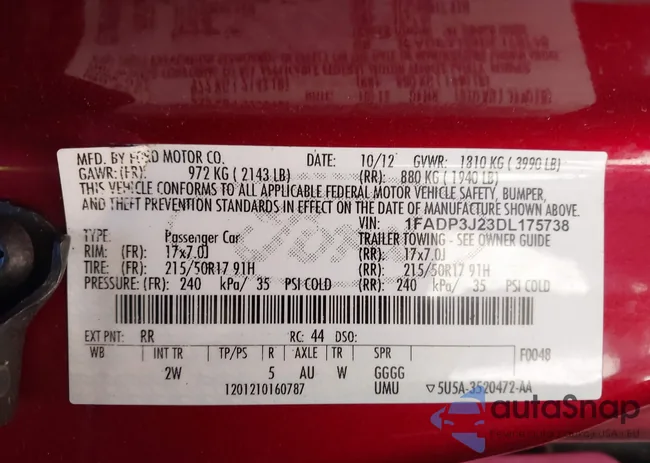 MFD. BY FORD MOTOR CO. DATE: 10/12 GVWR: 1810 KG ( 3990 LB)
GAWR: (FR): 972 KG ( 2143 LB) (RR): 880 KG ( 1940 LB)
THIS VEHICLE CONFORMS TO ALL APPLICABLE FEDERAL MOTOR VEHICLE SAFETY, BUMPER,
AND THEFT PREVENTION STANDARDS IN EFFECT ON THE DATE OF MANUFACTURE SHOWN ABOVE.
VIN: 1FADP3J23DL175738
TYPE: Passenger Car TRAILER TOWING - SEE OWNER GUIDE
RIM: (FR): 17x7.0J (RR): 17x7.0J
TIRE: (FR): 215/50R17 91H (RR): 215/50R17 91H
PRESSURE: (FR): 240 kPa/ 35 PSI COLD (RR): 240 kPa/ 35 PSI COLD
EXT PNT: RR RC: 44 DSO:
WB INT TR TP/PS R AXLE TR SPR F0048
2W 5 AU W GGGG
1201210160787 UMU ▽5U5A-3520472-AA
autoSnap